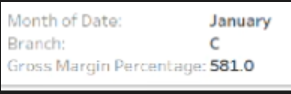 Month of Date: January
Branch: C
Gross Margin Percentage: 581.0